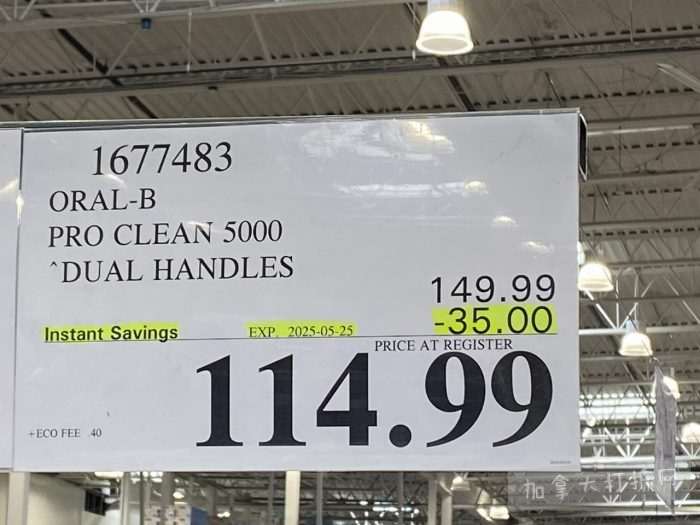 1677483
ORAL-B
PRO CLEAN 5000
^DUAL HANDLES
149.99
Instant Savings EXP. 2025-05-25 -35.00
PRICE AT REGISTER
114.99
+ECO FEE .40
加拿大打折网